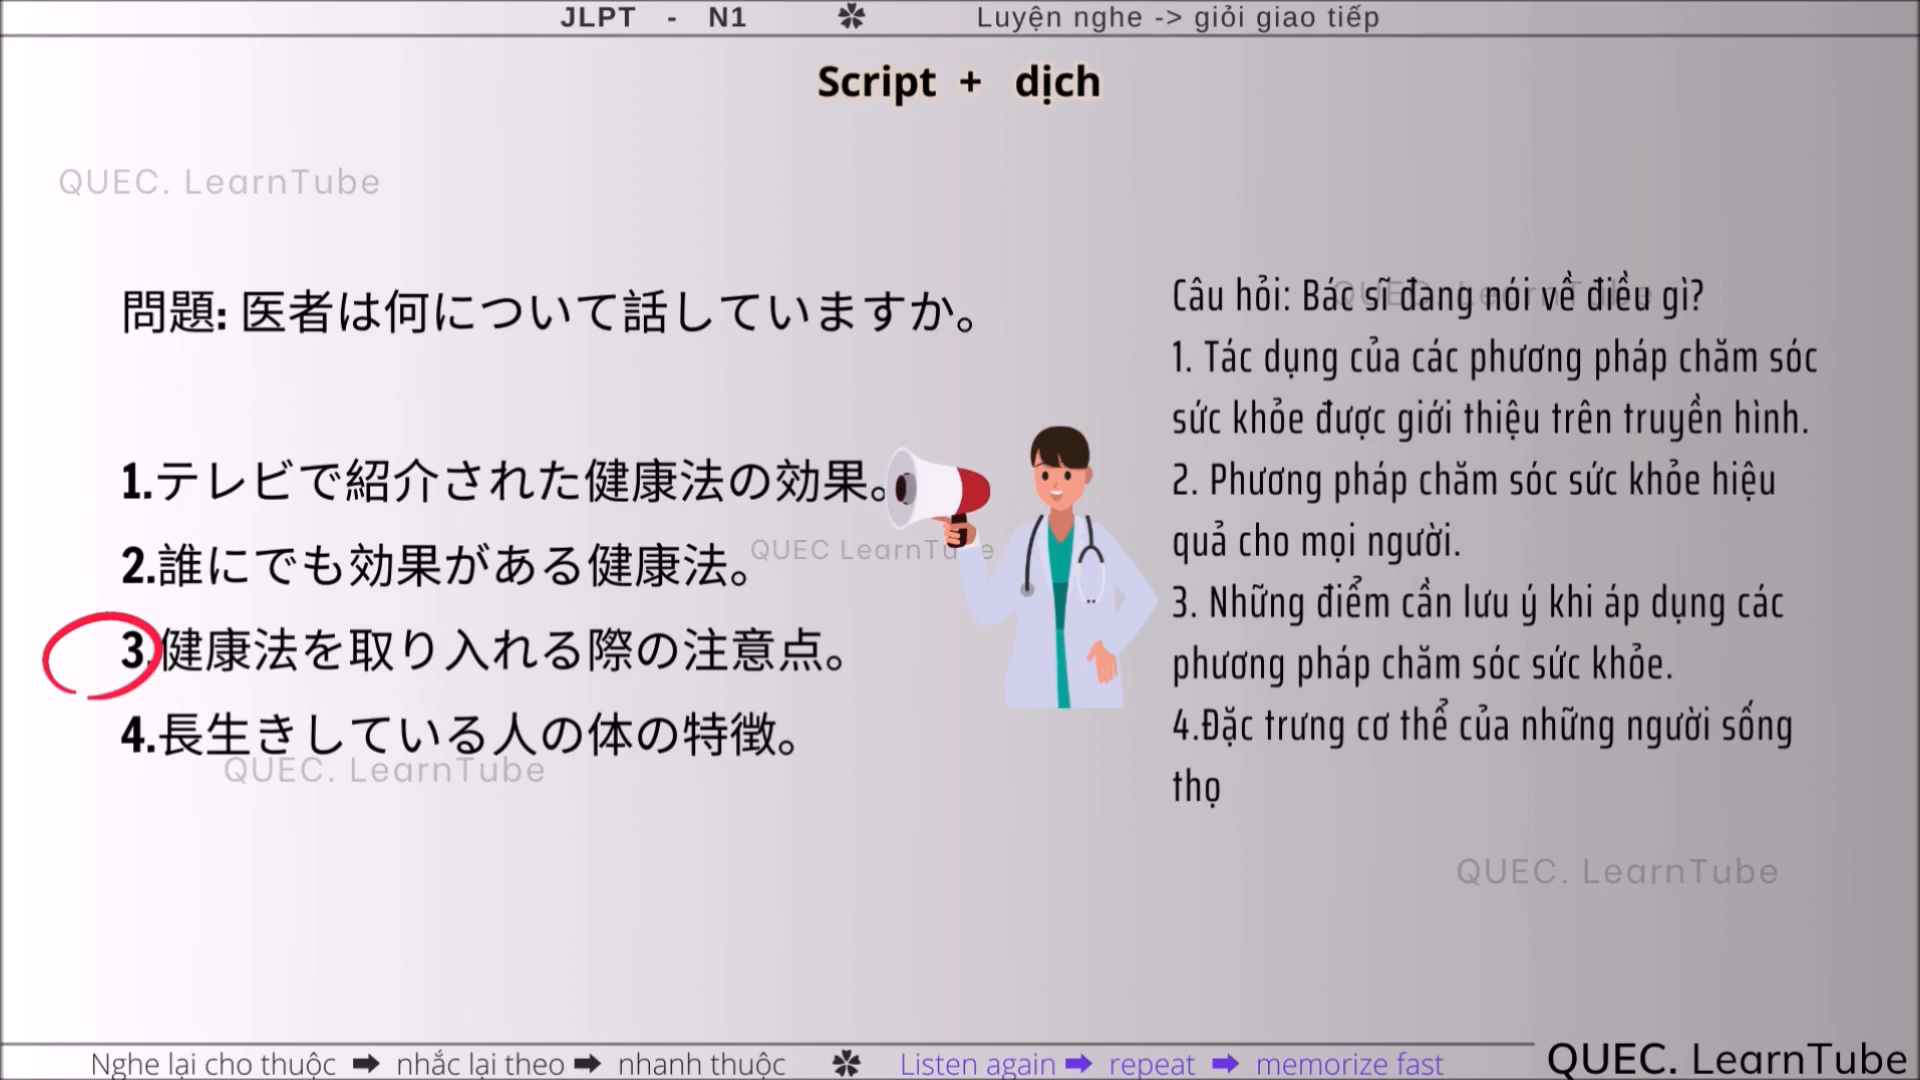 JLPT - N1 ✽ Luyện nghe -> giỏi giao tiếp
Script + dịch
QUEC. LearnTube
問題: 医者は何について話していますか。
1.テレビで紹介された健康法の効果。
2.誰にでも効果がある健康法。
QUEC LearnTube
3.健康法を取り入れる際の注意点。
4.長生きしている人の体の特徴。
QUEC. LearnTube
QUEC. LearnTube
Câu hỏi: Bác sĩ đang nói về điều gì?
1. Tác dụng của các phương pháp chăm sóc
sức khỏe được giới thiệu trên truyền hình.
2. Phương pháp chăm sóc sức khỏe hiệu
quả cho mọi người.
3. Những điểm cần lưu ý khi áp dụng các
phương pháp chăm sóc sức khỏe.
4.Đặc trưng cơ thể của những người sống
thọ
QUEC. LearnTube
Nghe lại cho thuộc ➡ nhắc lại theo ➡ nhanh thuộc ✽ Listen again ➡ repeat ➡ memorize fast
QUEC. LearnTube